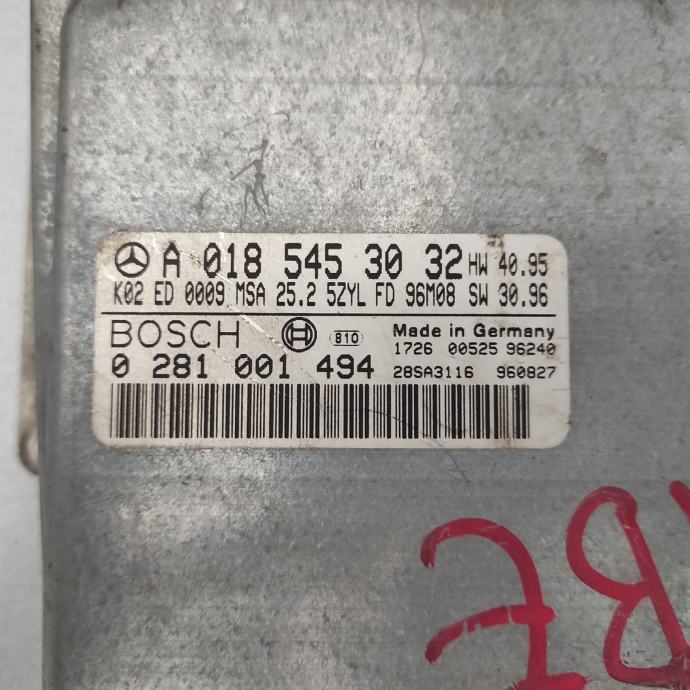 A 018 545 30 32 HW 40.95
K02 ED 0009 MSA 25.2 5ZYL FD 96M08 SW 30.96
BOSCH 810 Made in Germany
1726 00525 96240
0 281 001 494 28SA3116 960827